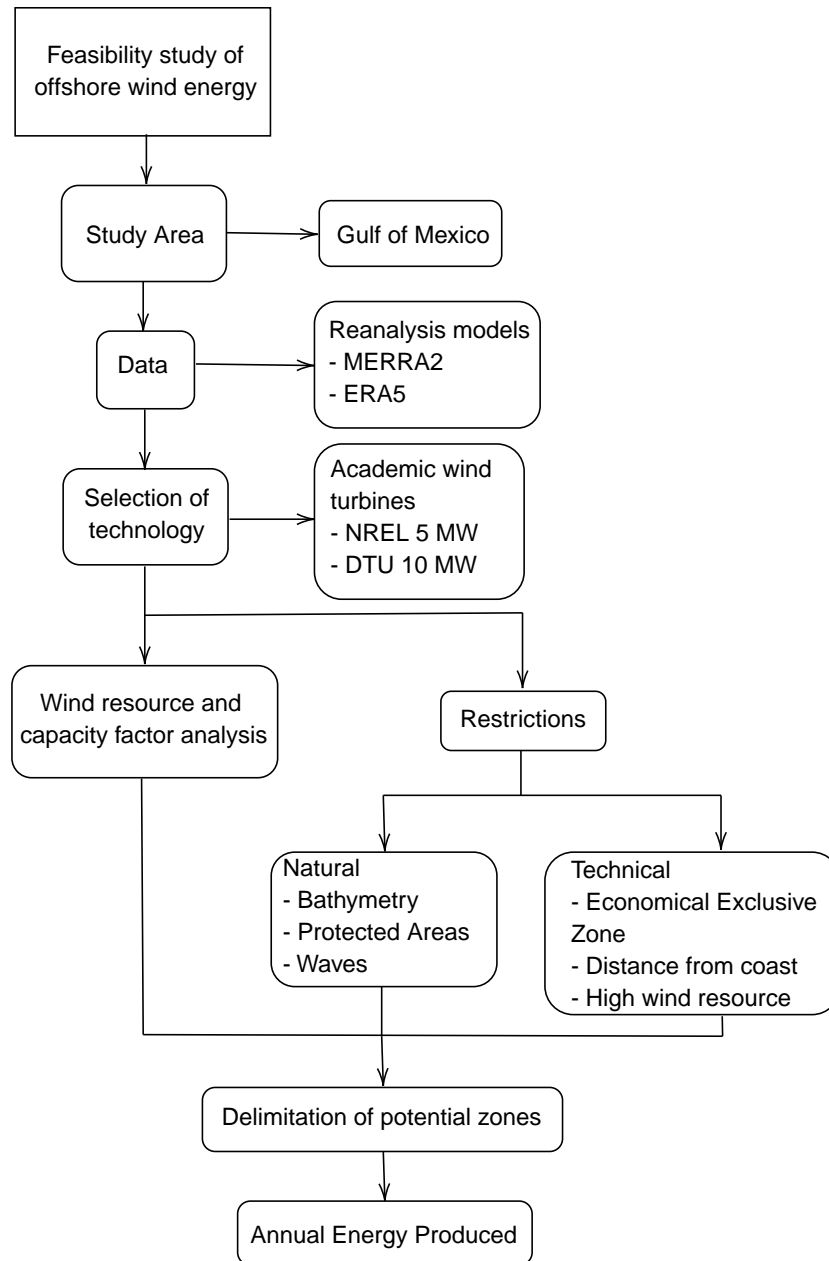 Feasibility study of
offshore wind energy
Study Area
Gulf of Mexico
Data
Reanalysis models
- MERRA2
- ERA5
Selection of
technology
Academic wind
turbines
- NREL 5 MW
- DTU 10 MW
Wind resource and
capacity factor analysis
Restrictions
Natural
- Bathymetry
- Protected Areas
- Waves
Technical
- Economical Exclusive
Zone
- Distance from coast
- High wind resource
Delimitation of potential zones
Annual Energy Produced